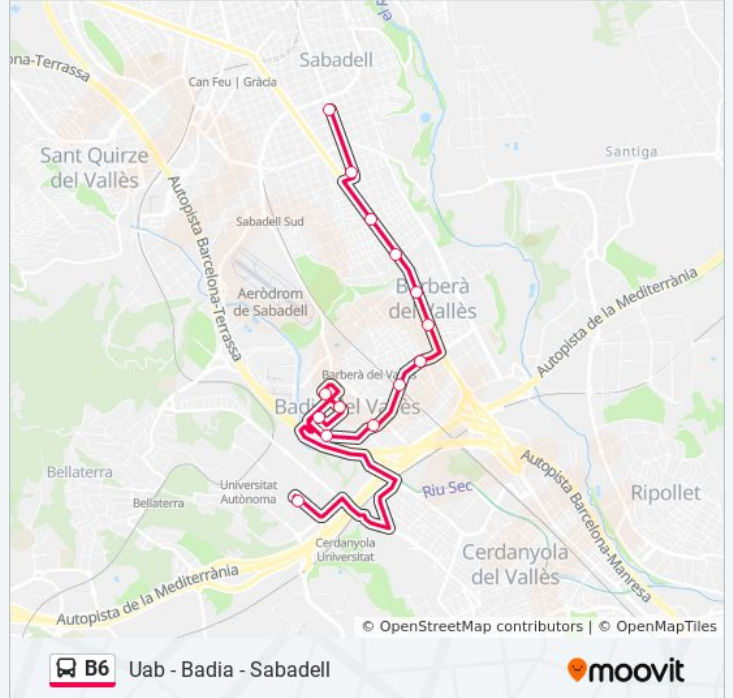 el R
Sabadell
ona-Terrassa
Can Feu | Gràcia
Sant Quirze
del Vallès
Santiga
Autopista Barcelona-Terrassa
Sabadell Sud
Aeròdrom
de Sabadell
Barberà
del Vallès
Autopista de la Mediterrània
Barberà del Va
Badia del Vallès
Bellaterra
Bellaterra
Universitat
Autònoma
Riu Sec
Autopista Barcelona-Manresa
Ripollet
Cerdanyola
Universitat
Cerdanyola
del Vallès
Autopista de la Mediterrània
© OpenStreetMap contributors | © OpenMapTiles
B6 Uab - Badia - Sabadell
moovit